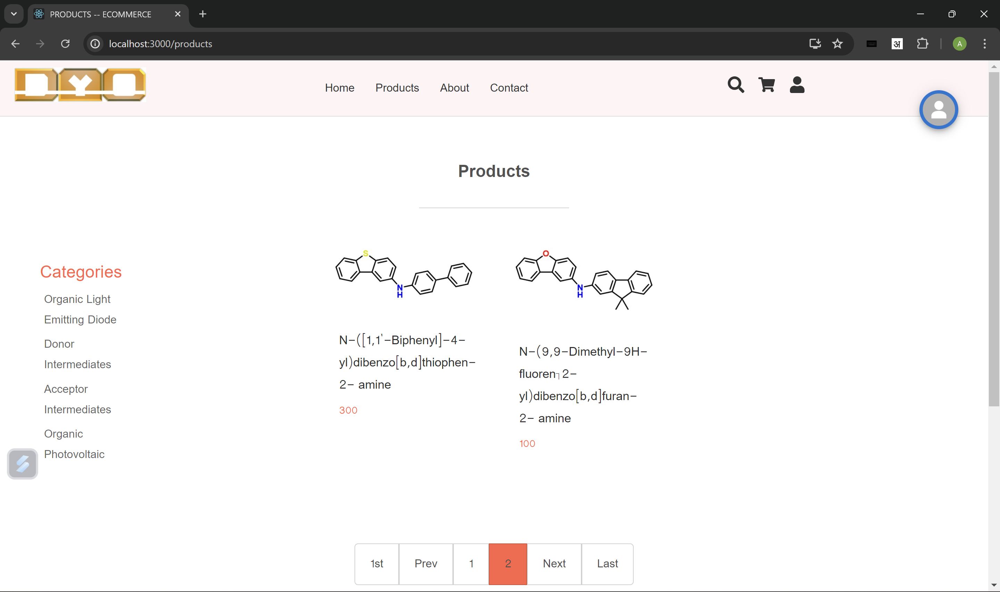 PRODUCTS -- ECOMMERCE
localhost:3000/products
अ
A
DYO
Home
Products
About
Contact
Products
Categories
Organic Light
Emitting Diode
Donor
Intermediates
Acceptor
Intermediates
Organic
Photovoltaic
S
N
H
O
N
H
N-([1,1'-Biphenyl]-4-
yl)dibenzo[b,d]thiophen-
2- amine
300
N-(9,9-Dimethyl-9H-
fluoren┐2-
yl)dibenzo[b,d]furan-
2- amine
100
1st
Prev
1
2
Next
Last